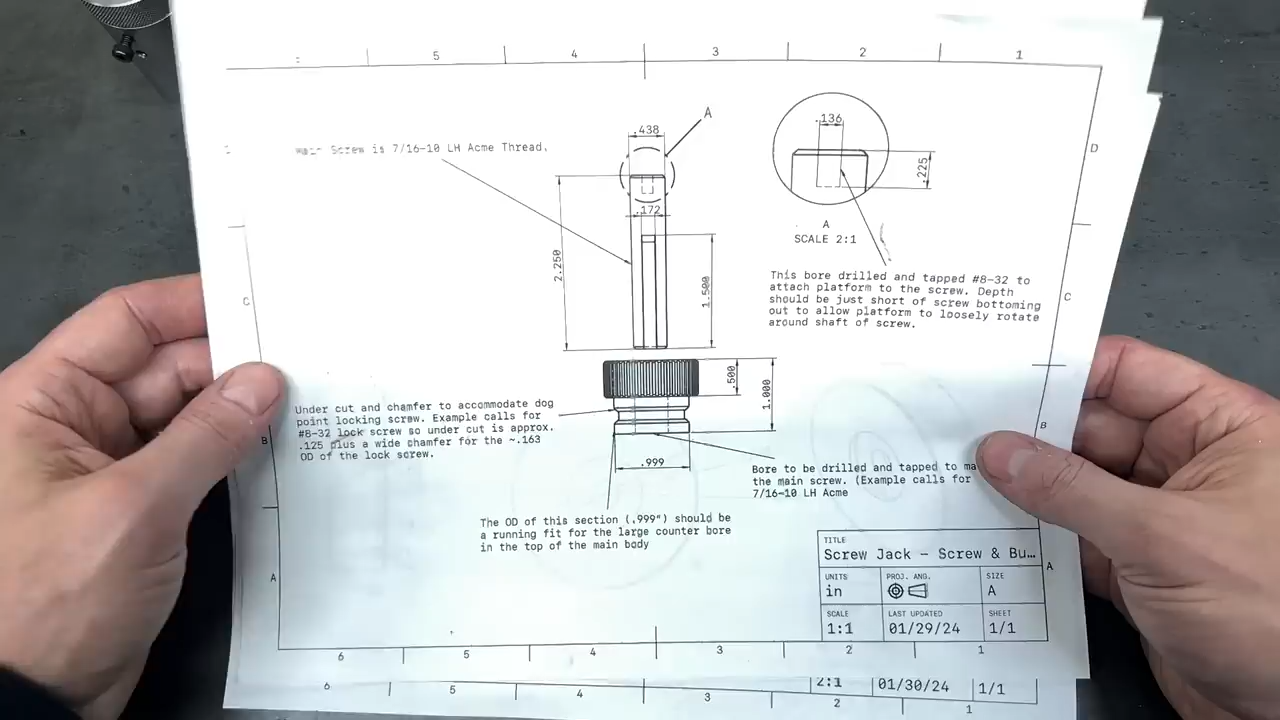 5 4 3 2 1
A
.438
.136
Main Screw is 7/16-10 LH Acme Thread.
D
.225
.172
A
SCALE 2:1
2.250
1.500
This bore drilled and tapped #8-32 to
attach platform to the screw. Depth
should be just short of screw bottoming
out to allow platform to loosely rotate
around shaft of screw.
C
C
.500
1.000
Under cut and chamfer to accommodate dog
point locking screw. Example calls for
#8-32 lock screw so under cut is approx.
.125 plus a wide chamfer for the ~.163
OD of the lock screw.
B
B
.999
Bore to be drilled and tapped to
the main screw. (Example calls for
7/16-10 LH Acme
The OD of this section (.999") should be
a running fit for the large counter bore
in the top of the main body
TITLE
Screw Jack - Screw & Bu...
UNITS PROJ. ANG. SIZE
in A
SCALE LAST UPDATED SHEET
1:1 01/29/24 1/1
A
A
6 5 4 3 2 1
2:1 01/30/24 1/1
6 5 4 3 2 1